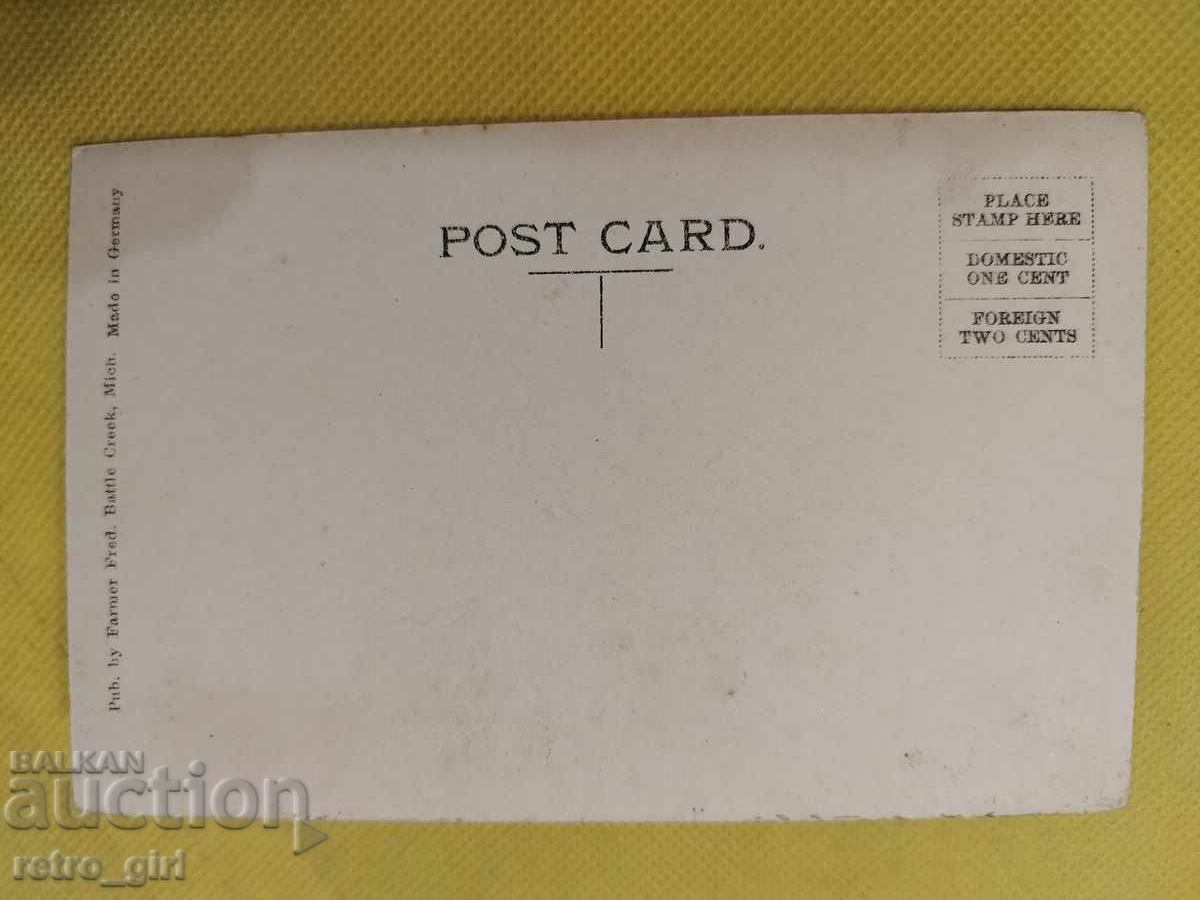 POST CARD.
PLACE
STAMP HERE
DOMESTIC
ONE CENT
FOREIGN
TWO CENTS
Pub. by Farmer Fred. Battle Creek, Mich. Made in Germany
BALKAN
auction
retro_girl